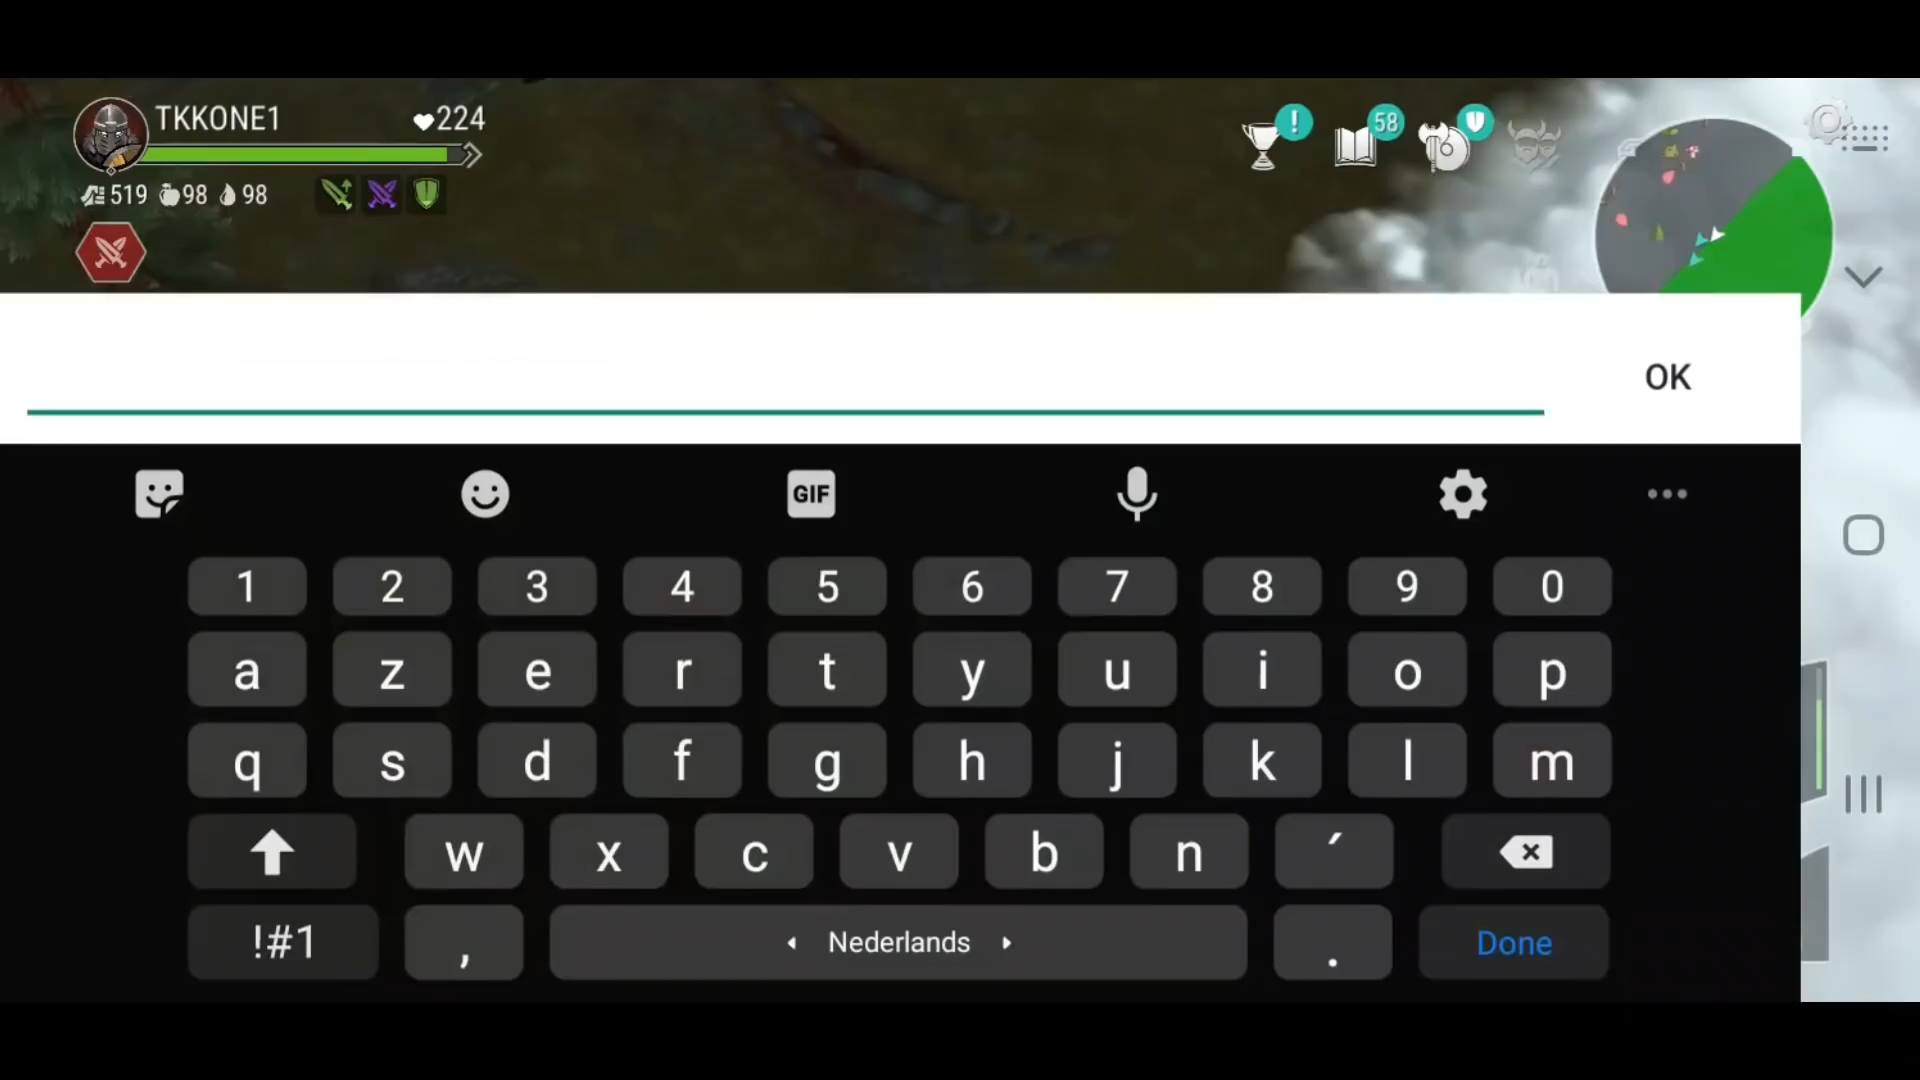 TKKONE1 224
! 58
519 98 98
6
OK
GIF
1 2 3 4 5 6 7 8 9 0
a z e r t y u i o p
q s d f g h j k l m
w x c v b n ´
!#1 , Nederlands . Done